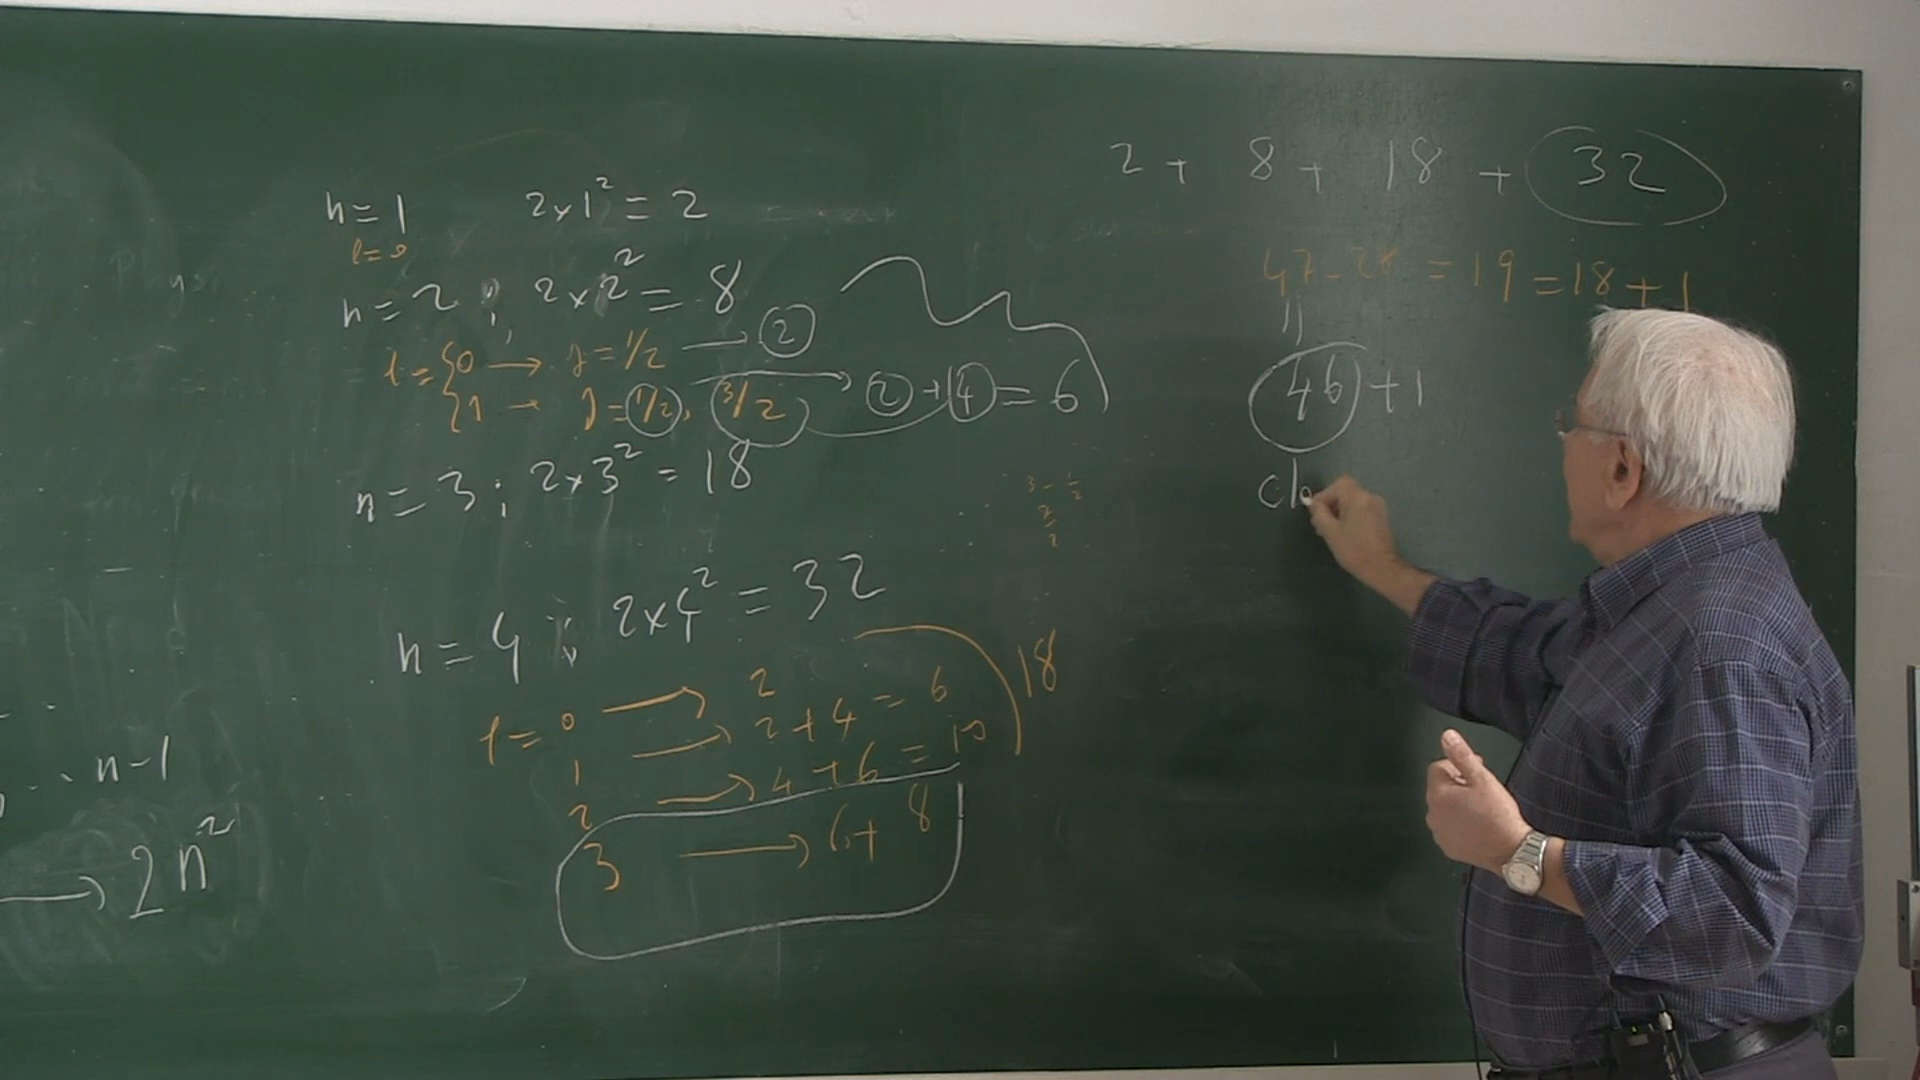 n=1 2×1²=2
l=0
n=2; 2×2²=8
l={0 → j=1/2 → 2
{1 → j=1/2, 3/2 → 2+4=6
n=3; 2×3²=18
n=4; 2×4²=32
l=0 → 2
1 → 2+4=6
2 → 4+6=10
18
3 → 6+8
n-1
→ 2n²
2+8+18+32
47-28=19=18+1
46+1
clo
3-1/2